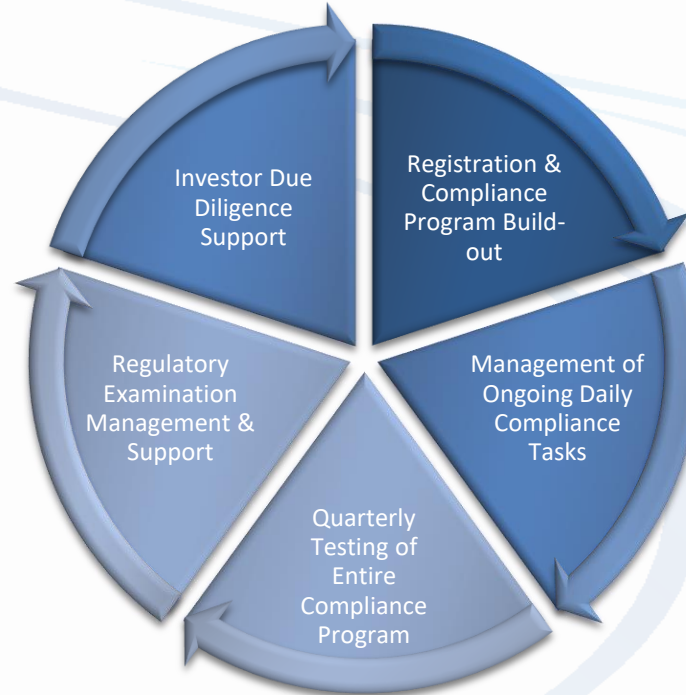 Investor Due
Diligence
Support
Registration &
Compliance
Program Build-
out
Management of
Ongoing Daily
Compliance
Tasks
Quarterly
Testing of
Entire
Compliance
Program
Regulatory
Examination
Management &
Support